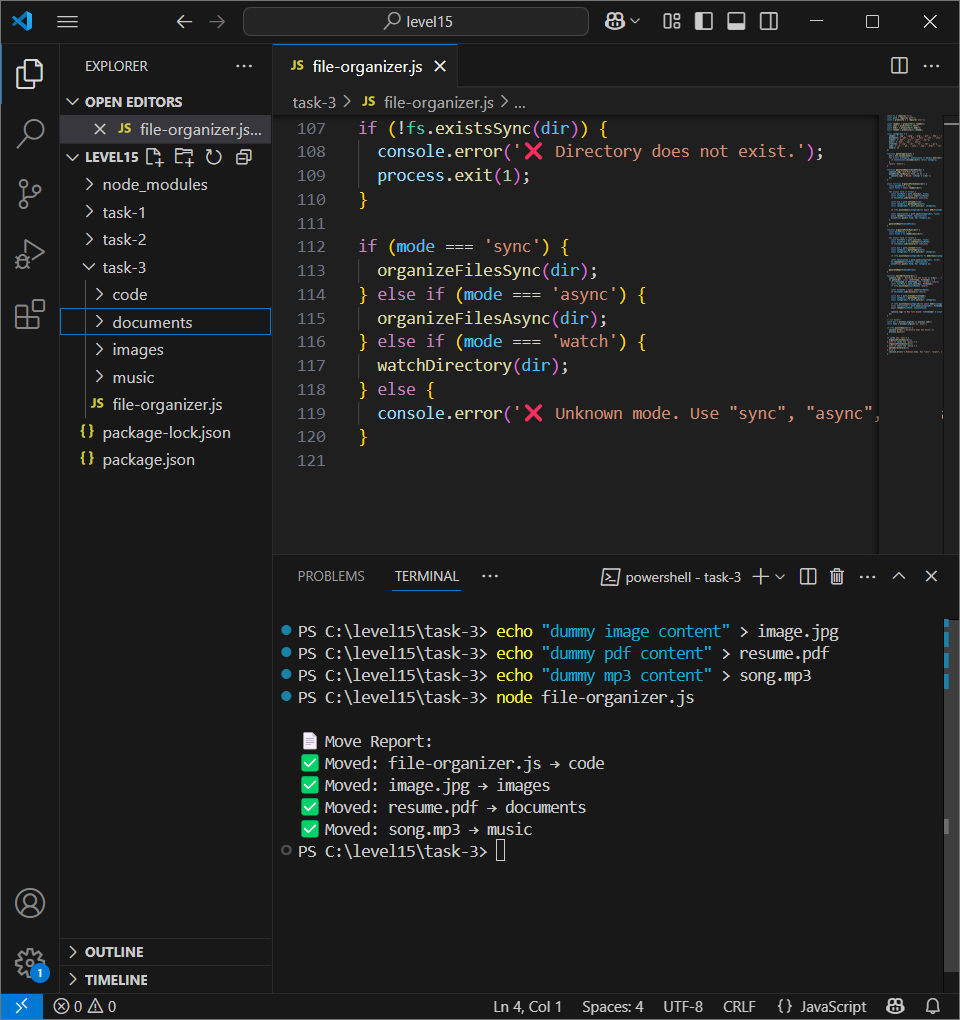 level15
EXPLORER
OPEN EDITORS
JS file-organizer.js...
LEVEL15
node_modules
task-1
task-2
task-3
code
documents
images
music
JS file-organizer.js
{} package-lock.json
{} package.json
OUTLINE
TIMELINE
JS file-organizer.js
task-3 > JS file-organizer.js > ...
107 if (!fs.existsSync(dir)) {
108 console.error('❌ Directory does not exist.');
109 process.exit(1);
110 }
111
112 if (mode === 'sync') {
113 organizeFilesSync(dir);
114 } else if (mode === 'async') {
115 organizeFilesAsync(dir);
116 } else if (mode === 'watch') {
117 watchDirectory(dir);
118 } else {
119 console.error('❌ Unknown mode. Use "sync", "async",
120 }
121
PROBLEMS TERMINAL ...
powershell - task-3
PS C:\level15\task-3> echo "dummy image content" > image.jpg
PS C:\level15\task-3> echo "dummy pdf content" > resume.pdf
PS C:\level15\task-3> echo "dummy mp3 content" > song.mp3
PS C:\level15\task-3> node file-organizer.js
📄 Move Report:
✅ Moved: file-organizer.js → code
✅ Moved: image.jpg → images
✅ Moved: resume.pdf → documents
✅ Moved: song.mp3 → music
PS C:\level15\task-3>
1
0 0 Ln 4, Col 1 Spaces: 4 UTF-8 CRLF {} JavaScript